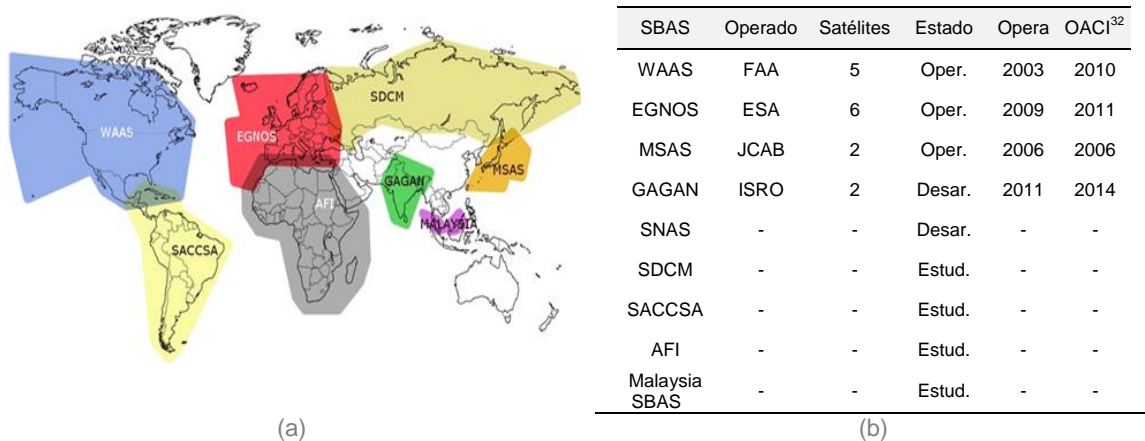 WAAS
EGNOS
SDCM
MSAS
GAGAN
AFI
MALAYSIA
SACCSA
(a)
SBAS Operado Satélites Estado Opera OACI32
WAAS FAA 5 Oper. 2003 2010
EGNOS ESA 6 Oper. 2009 2011
MSAS JCAB 2 Oper. 2006 2006
GAGAN ISRO 2 Desar. 2011 2014
SNAS - - Desar. - -
SDCM - - Estud. - -
SACCSA - - Estud. - -
AFI - - Estud. - -
Malaysia
SBAS - - Estud. - -
(b)